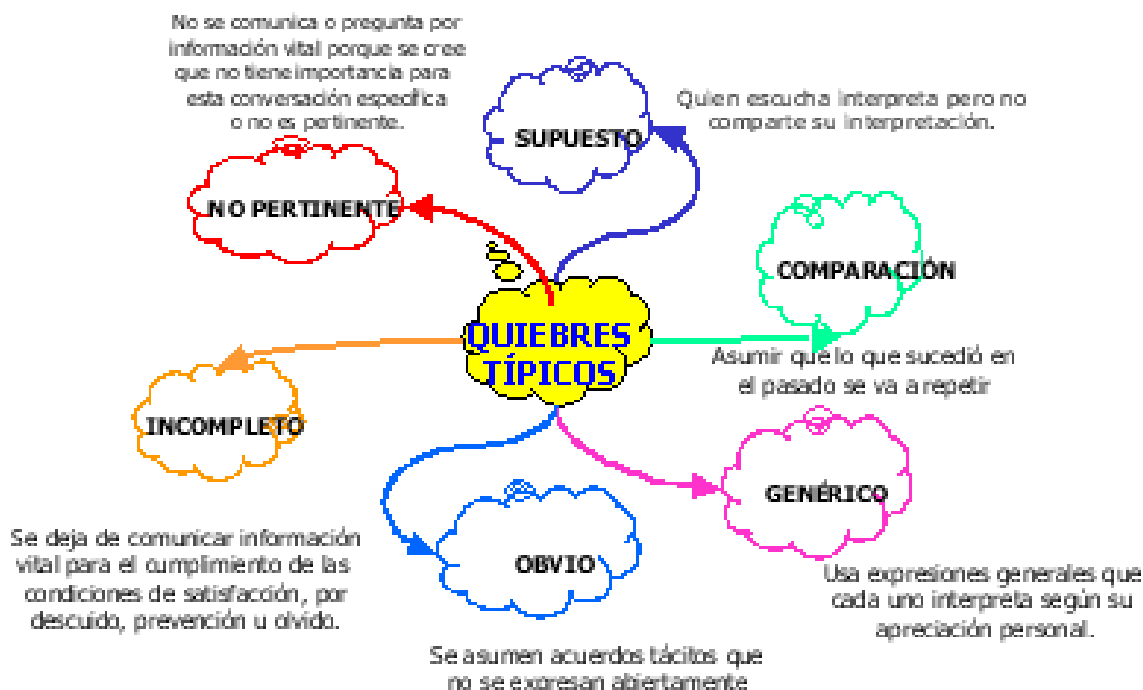 No se comunica o pregunta por
información vital porque se cree
que no tiene importancia para
esta conversación específica
o no es pertinente.
NO PERTINENTE
SUPUESTO
Quien escucha interpreta pero no
comparte su interpretación.
COMPARACIÓN
Asumir que lo que sucedió en
el pasado se va a repetir
QUIEBRES
TÍPICOS
INCOMPLETO
Se deja de comunicar información
vital para el cumplimiento de las
condiciones de satisfacción, por
descuido, prevención u olvido.
OBVIO
Se asumen acuerdos tácitos que
no se expresan abiertamente
GENÉRICO
Usa expresiones generales que
cada uno interpreta según su
apreciación personal.